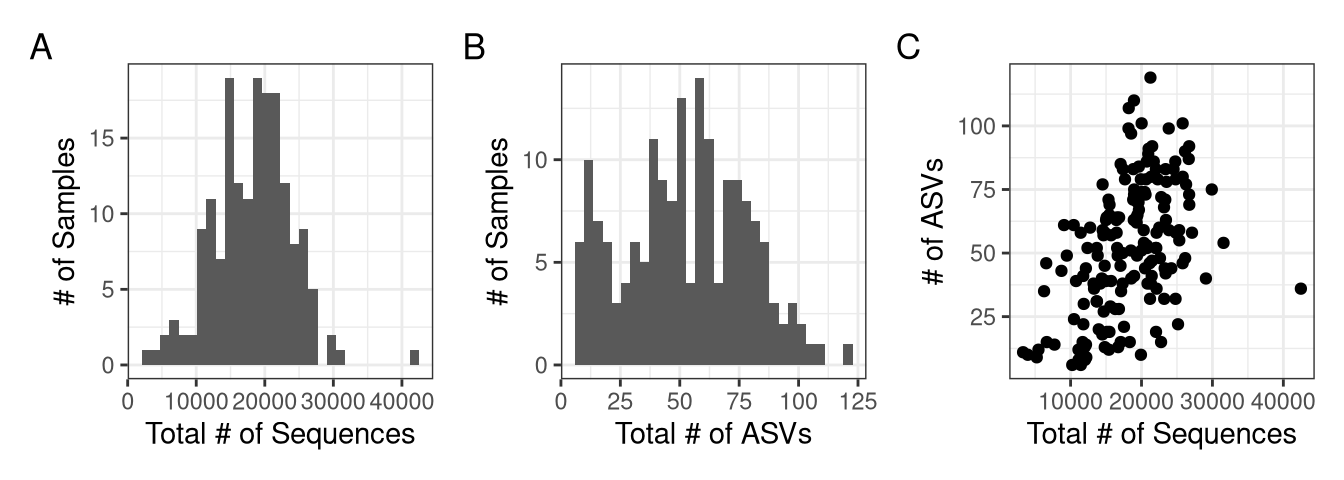 A
# of Samples
15
10
5
0
0 10000 20000 30000 40000
Total # of Sequences
B
# of Samples
10
5
0
0 25 50 75 100 125
Total # of ASVs
C
# of ASVs
100
75
50
25
10000 20000 30000 40000
Total # of Sequences